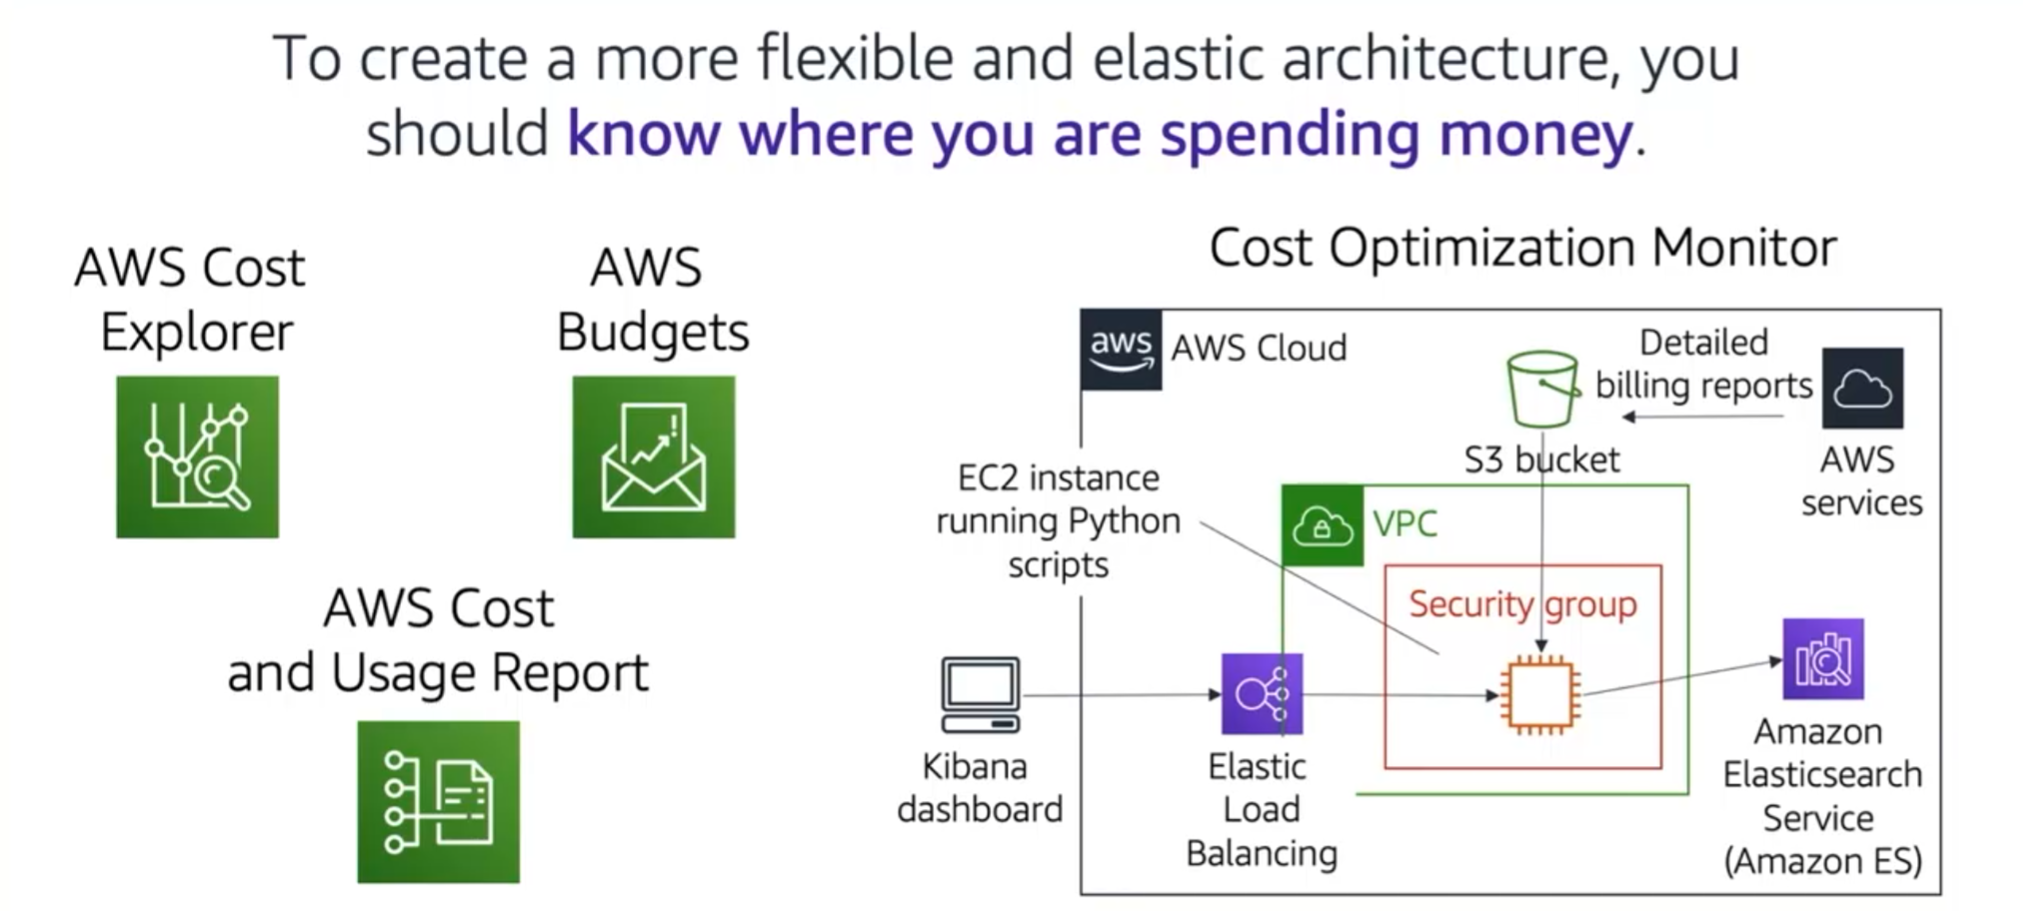 To create a more flexible and elastic architecture, you
should know where you are spending money.
AWS Cost
Explorer
AWS
Budgets
AWS Cost
and Usage Report
Cost Optimization Monitor
aws
AWS Cloud
Detailed
billing reports
S3 bucket
AWS
services
EC2 instance
running Python
scripts
VPC
Security group
Kibana
dashboard
Elastic
Load
Balancing
Amazon
Elasticsearch
Service
(Amazon ES)